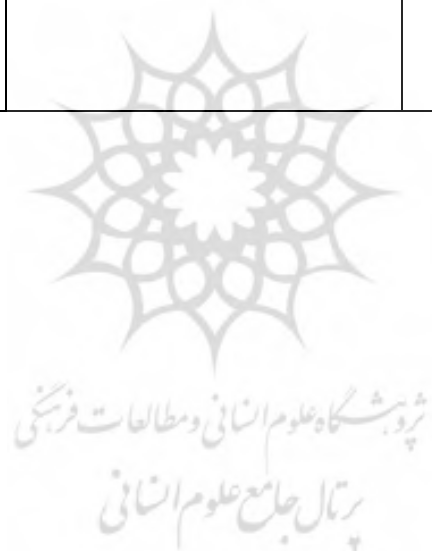 پژوهشگاه علوم انسانی و مطالعات فرهنگی
پرتال جامع علوم انسانی